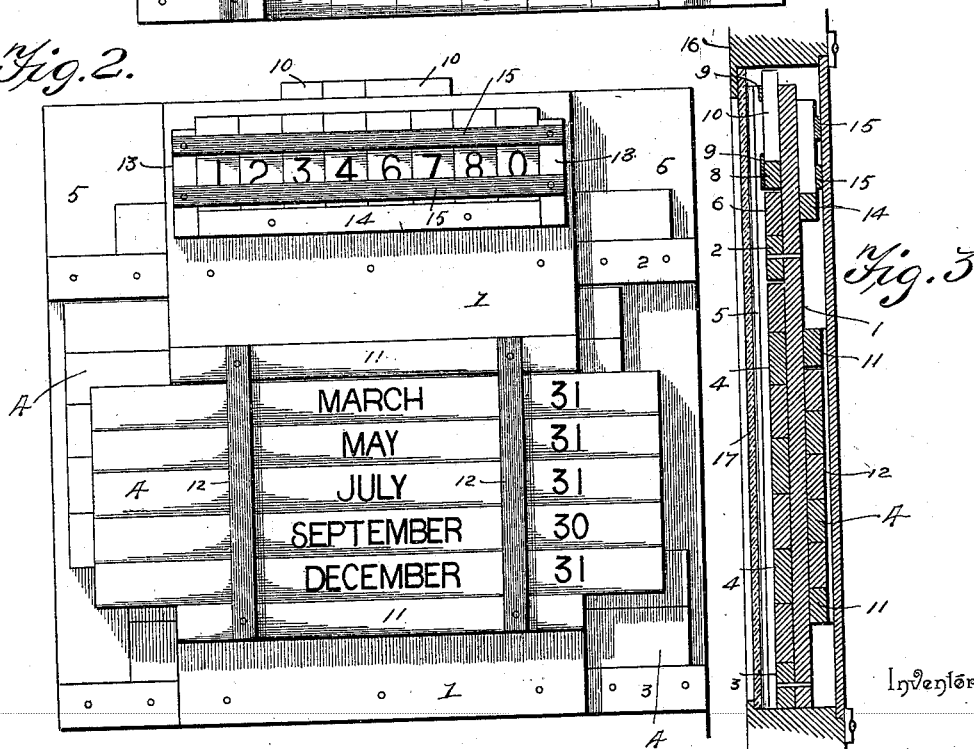 Fig. 2.
10 10 15
13 1 2 3 4 6 7 8 0 13
5 6
14 15
2
1
11
A
MARCH 31
MAY 31
A 12 JULY 12 31
SEPTEMBER 30
DECEMBER 31
11
A
1 3
A
Fig. 3
16
9
10
15
9
8
15
6
14
2
5
1
4
11
17
12
A
4
11
3
Inventor